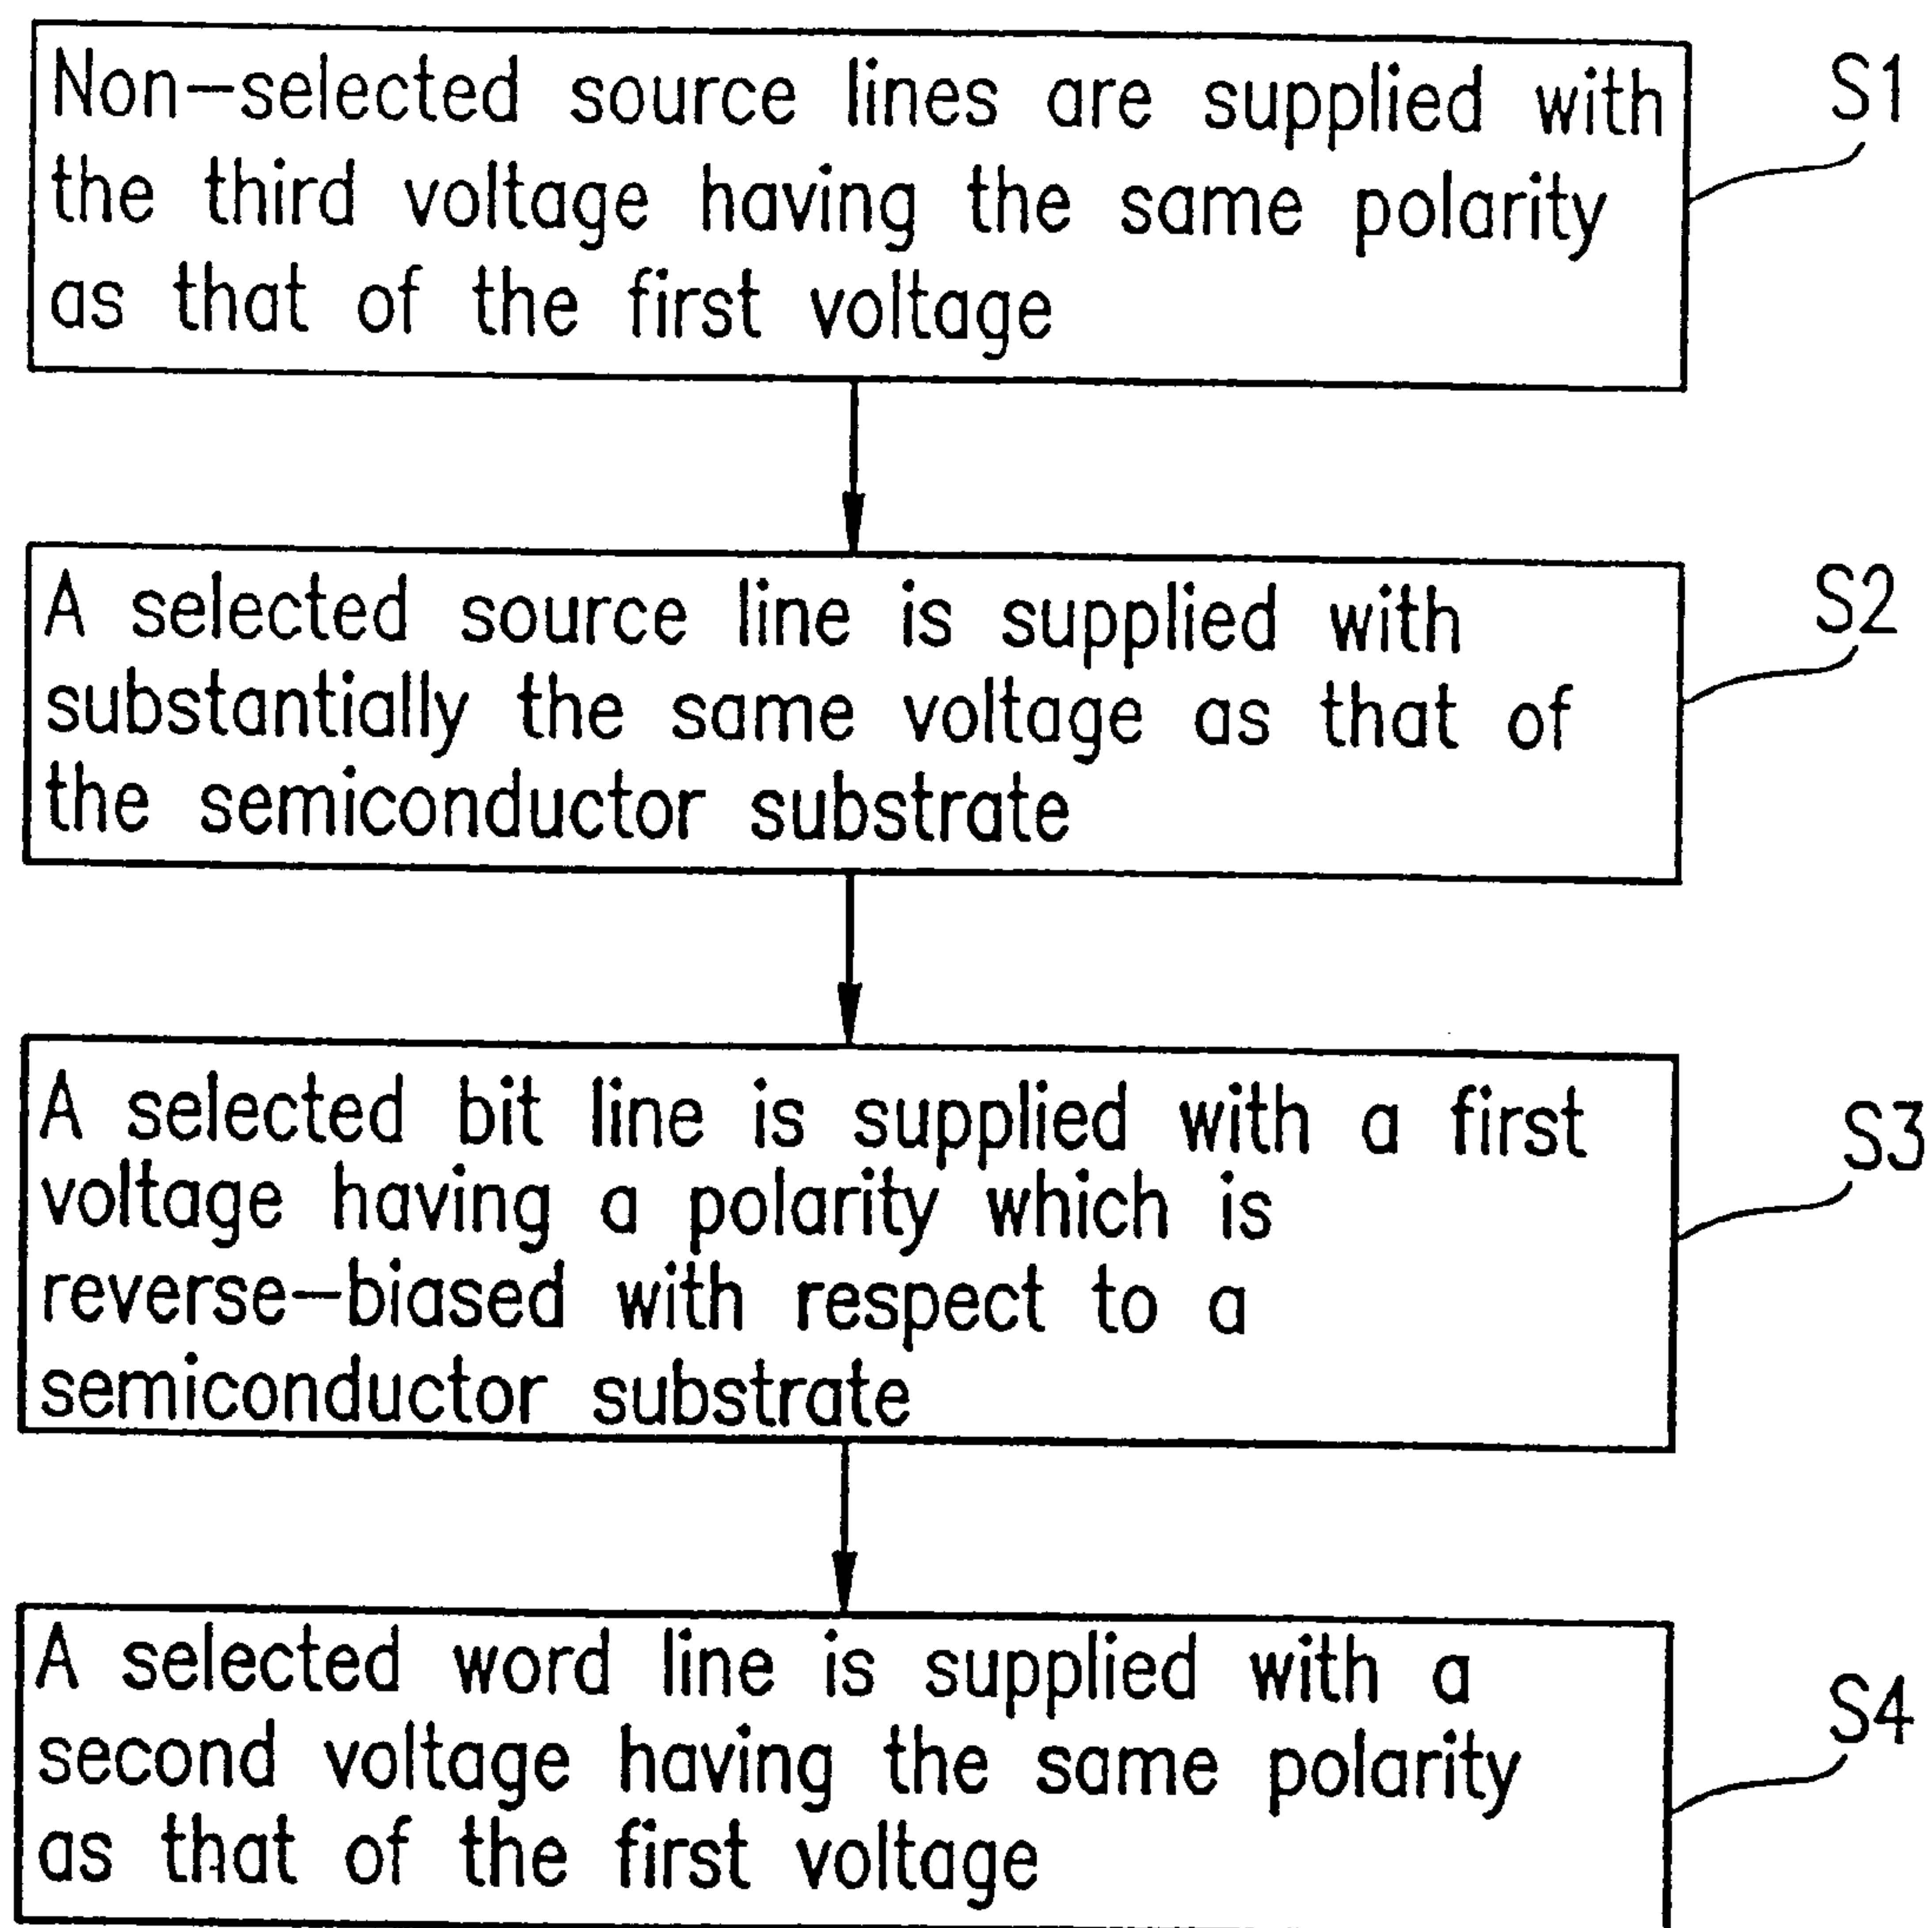 Non-selected source lines are supplied with
the third voltage having the same polarity
as that of the first voltage
S1
A selected source line is supplied with
substantially the same voltage as that of
the semiconductor substrate
S2
A selected bit line is supplied with a first
voltage having a polarity which is
reverse-biased with respect to a
semiconductor substrate
S3
A selected word line is supplied with a
second voltage having the same polarity
as that of the first voltage
S4